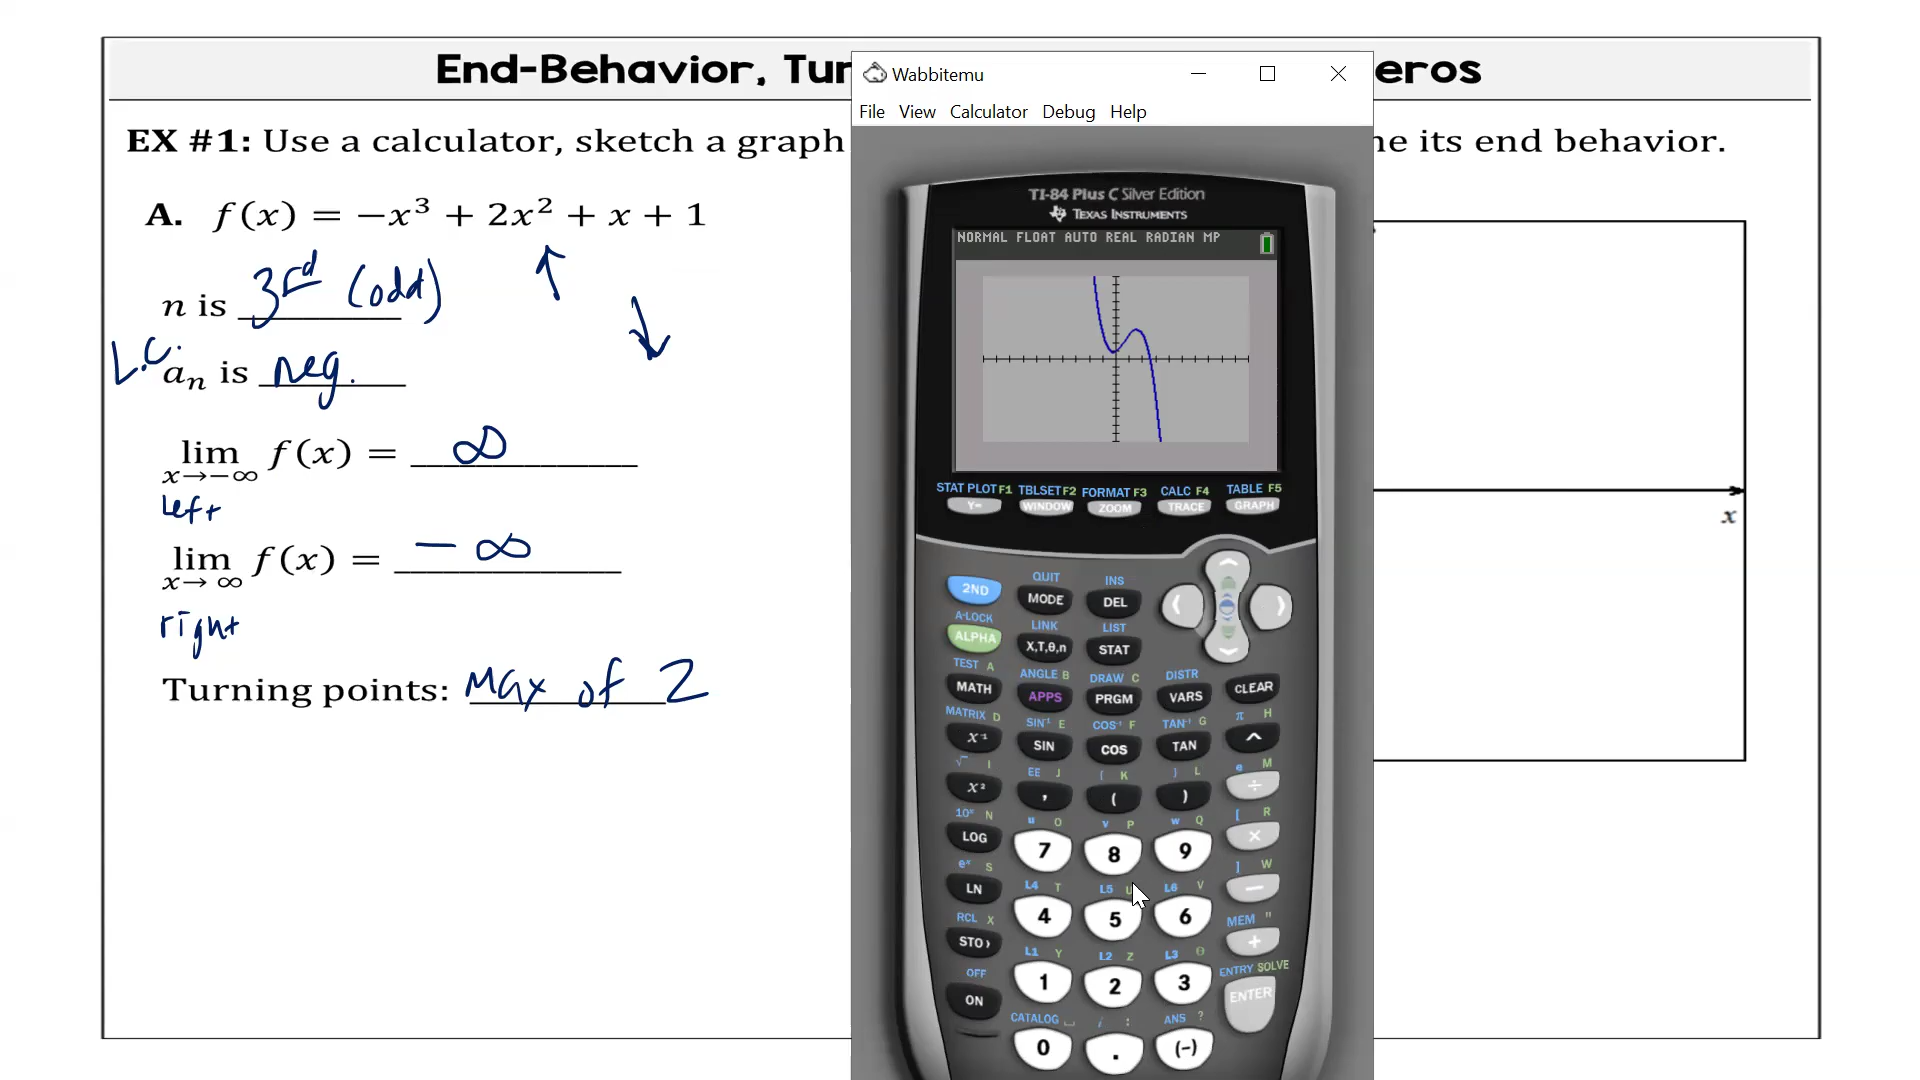 End-Behavior, Tur eros
EX #1: Use a calculator, sketch a graph ne its end behavior.
A. f(x) = −x³ + 2x² + x + 1
n is 3rd (odd)
L.C. aₙ is neg.
lim x→−∞ f(x) = ∞
left
lim x→ ∞ f(x) = − ∞
right
Turning points: Max of 2
x
Wabbitemu
File View Calculator Debug Help
TI-84 Plus C Silver Edition
TEXAS INSTRUMENTS
NORMAL FLOAT AUTO REAL RADIAN MP
STAT PLOT F1 TBLSET F2 FORMAT F3 CALC F4 TABLE F5
Y= WINDOW ZOOM TRACE GRAPH
QUIT INS
2ND MODE DEL
A-LOCK LINK LIST
ALPHA X,T,θ,n STAT
TEST A ANGLE B DRAW C DISTR
MATH APPS PRGM VARS CLEAR
MATRIX D SIN⁻¹ E COS⁻¹ F TAN⁻¹ G π H
x⁻¹ SIN COS TAN ^
√ I EE J { K } L e M
x² , ( ) ÷
10ˣ N u O v P w Q [ R
LOG 7 8 9 ×
eˣ S L4 T L5 U L6 V ] W
LN 4 5 6 −
RCL X L1 Y L2 Z L3 θ MEM "
STO› 1 2 3 +
OFF ENTRY SOLVE
ON ENTER
CATALOG i : ANS ?
0 . (-)